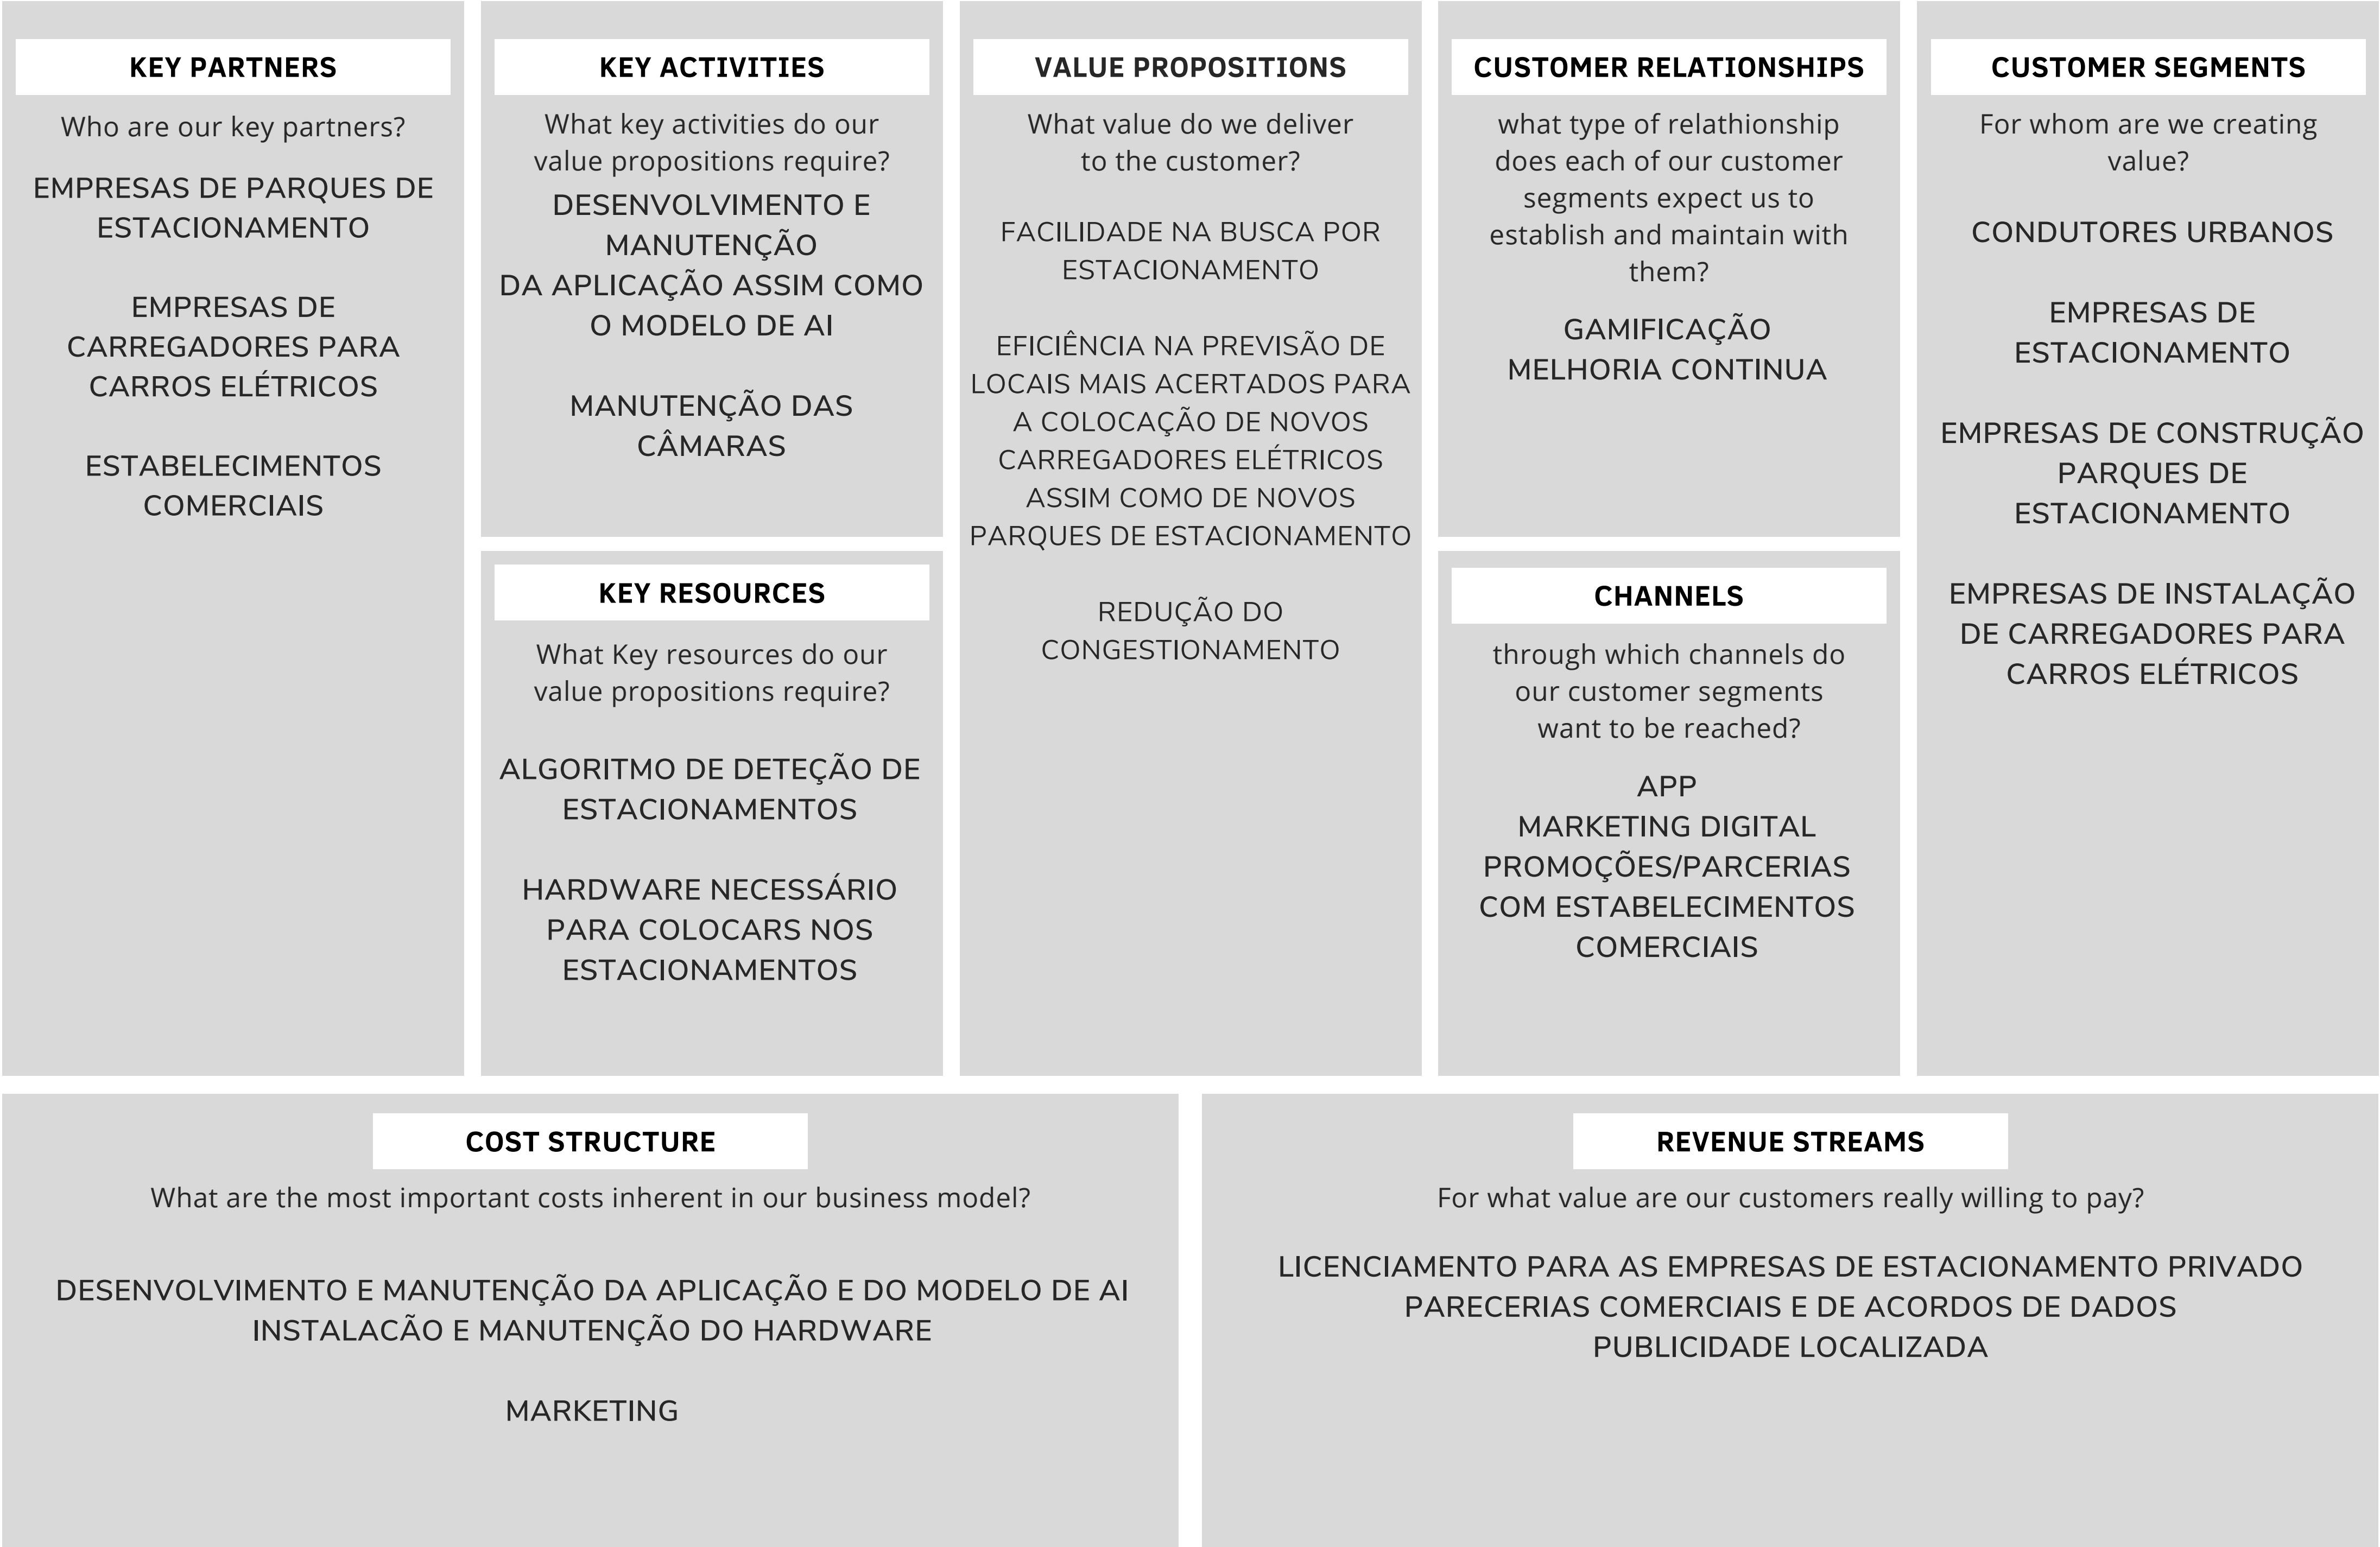 KEY PARTNERS
Who are our key partners?
EMPRESAS DE PARQUES DE
ESTACIONAMENTO
EMPRESAS DE
CARREGADORES PARA
CARROS ELÉTRICOS
ESTABELECIMENTOS
COMERCIAIS
KEY ACTIVITIES
What key activities do our
value propositions require?
DESENVOLVIMENTO E
MANUTENÇÃO
DA APLICAÇÃO ASSIM COMO
O MODELO DE AI
MANUTENÇÃO DAS
CÂMARAS
KEY RESOURCES
What Key resources do our
value propositions require?
ALGORITMO DE DETEÇÃO DE
ESTACIONAMENTOS
HARDWARE NECESSÁRIO
PARA COLOCARS NOS
ESTACIONAMENTOS
VALUE PROPOSITIONS
What value do we deliver
to the customer?
FACILIDADE NA BUSCA POR
ESTACIONAMENTO
EFICIÊNCIA NA PREVISÃO DE
LOCAIS MAIS ACERTADOS PARA
A COLOCAÇÃO DE NOVOS
CARREGADORES ELÉTRICOS
ASSIM COMO DE NOVOS
PARQUES DE ESTACIONAMENTO
REDUÇÃO DO
CONGESTIONAMENTO
CUSTOMER RELATIONSHIPS
what type of relathionship
does each of our customer
segments expect us to
establish and maintain with
them?
GAMIFICAÇÃO
MELHORIA CONTINUA
CHANNELS
through which channels do
our customer segments
want to be reached?
APP
MARKETING DIGITAL
PROMOÇÕES/PARCERIAS
COM ESTABELECIMENTOS
COMERCIAIS
CUSTOMER SEGMENTS
For whom are we creating
value?
CONDUTORES URBANOS
EMPRESAS DE
ESTACIONAMENTO
EMPRESAS DE CONSTRUÇÃO
PARQUES DE
ESTACIONAMENTO
EMPRESAS DE INSTALAÇÃO
DE CARREGADORES PARA
CARROS ELÉTRICOS
COST STRUCTURE
What are the most important costs inherent in our business model?
DESENVOLVIMENTO E MANUTENÇÃO DA APLICAÇÃO E DO MODELO DE AI
INSTALACÃO E MANUTENÇÃO DO HARDWARE
MARKETING
REVENUE STREAMS
For what value are our customers really willing to pay?
LICENCIAMENTO PARA AS EMPRESAS DE ESTACIONAMENTO PRIVADO
PARECERIAS COMERCIAIS E DE ACORDOS DE DADOS
PUBLICIDADE LOCALIZADA